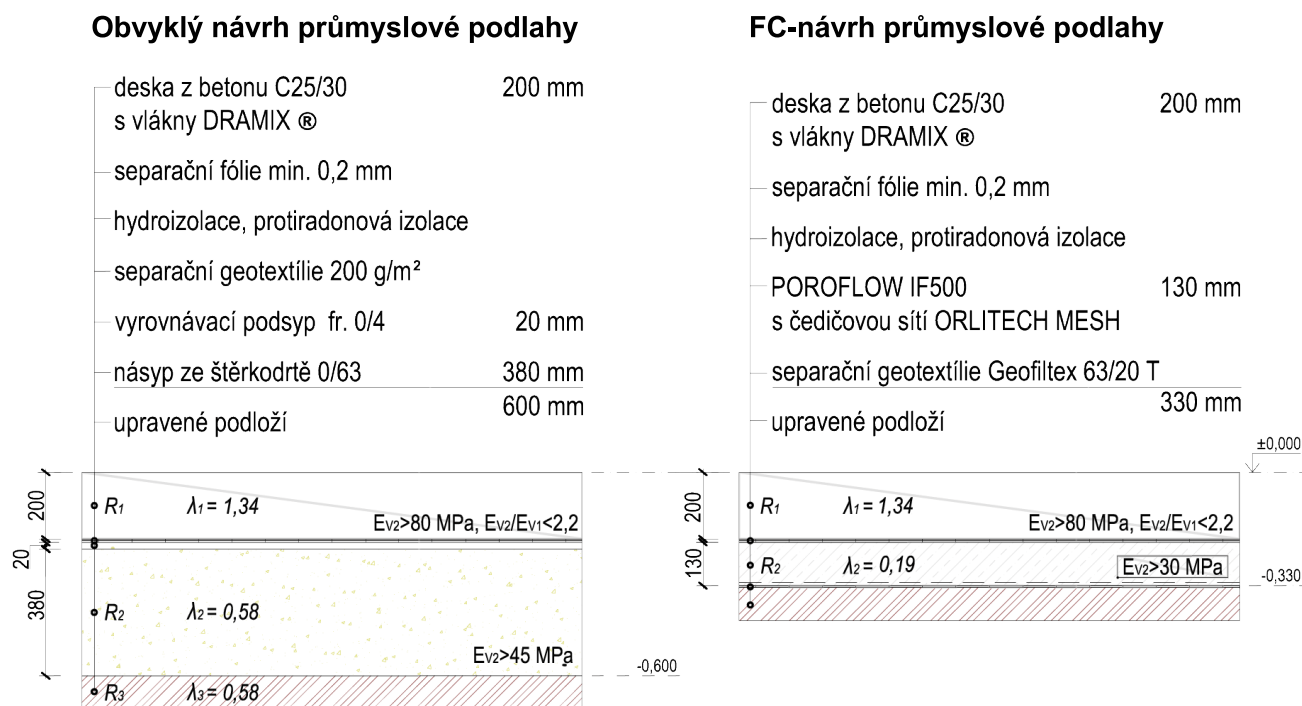 Obvyklý návrh průmyslové podlahy
deska z betonu C25/30 200 mm
s vlákny DRAMIX ®
separační fólie min. 0,2 mm
hydroizolace, protiradonová izolace
separační geotextílie 200 g/m²
vyrovnávací podsyp fr. 0/4 20 mm
násyp ze štěrkodrtě 0/63 380 mm
600 mm
upravené podloží
200
R1 λ1 = 1,34
Ev2>80 MPa, Ev2/Ev1<2,2
20
380
R2 λ2 = 0,58
Ev2>45 MPa
-0,600
R3 λ3 = 0,58
FC-návrh průmyslové podlahy
deska z betonu C25/30 200 mm
s vlákny DRAMIX ®
separační fólie min. 0,2 mm
hydroizolace, protiradonová izolace
POROFLOW IF500 130 mm
s čedičovou sítí ORLITECH MESH
separační geotextílie Geofiltex 63/20 T
330 mm
upravené podloží
±0,000
200
R1 λ1 = 1,34
Ev2>80 MPa, Ev2/Ev1<2,2
130
R2 λ2 = 0,19
Ev2>30 MPa
-0,330